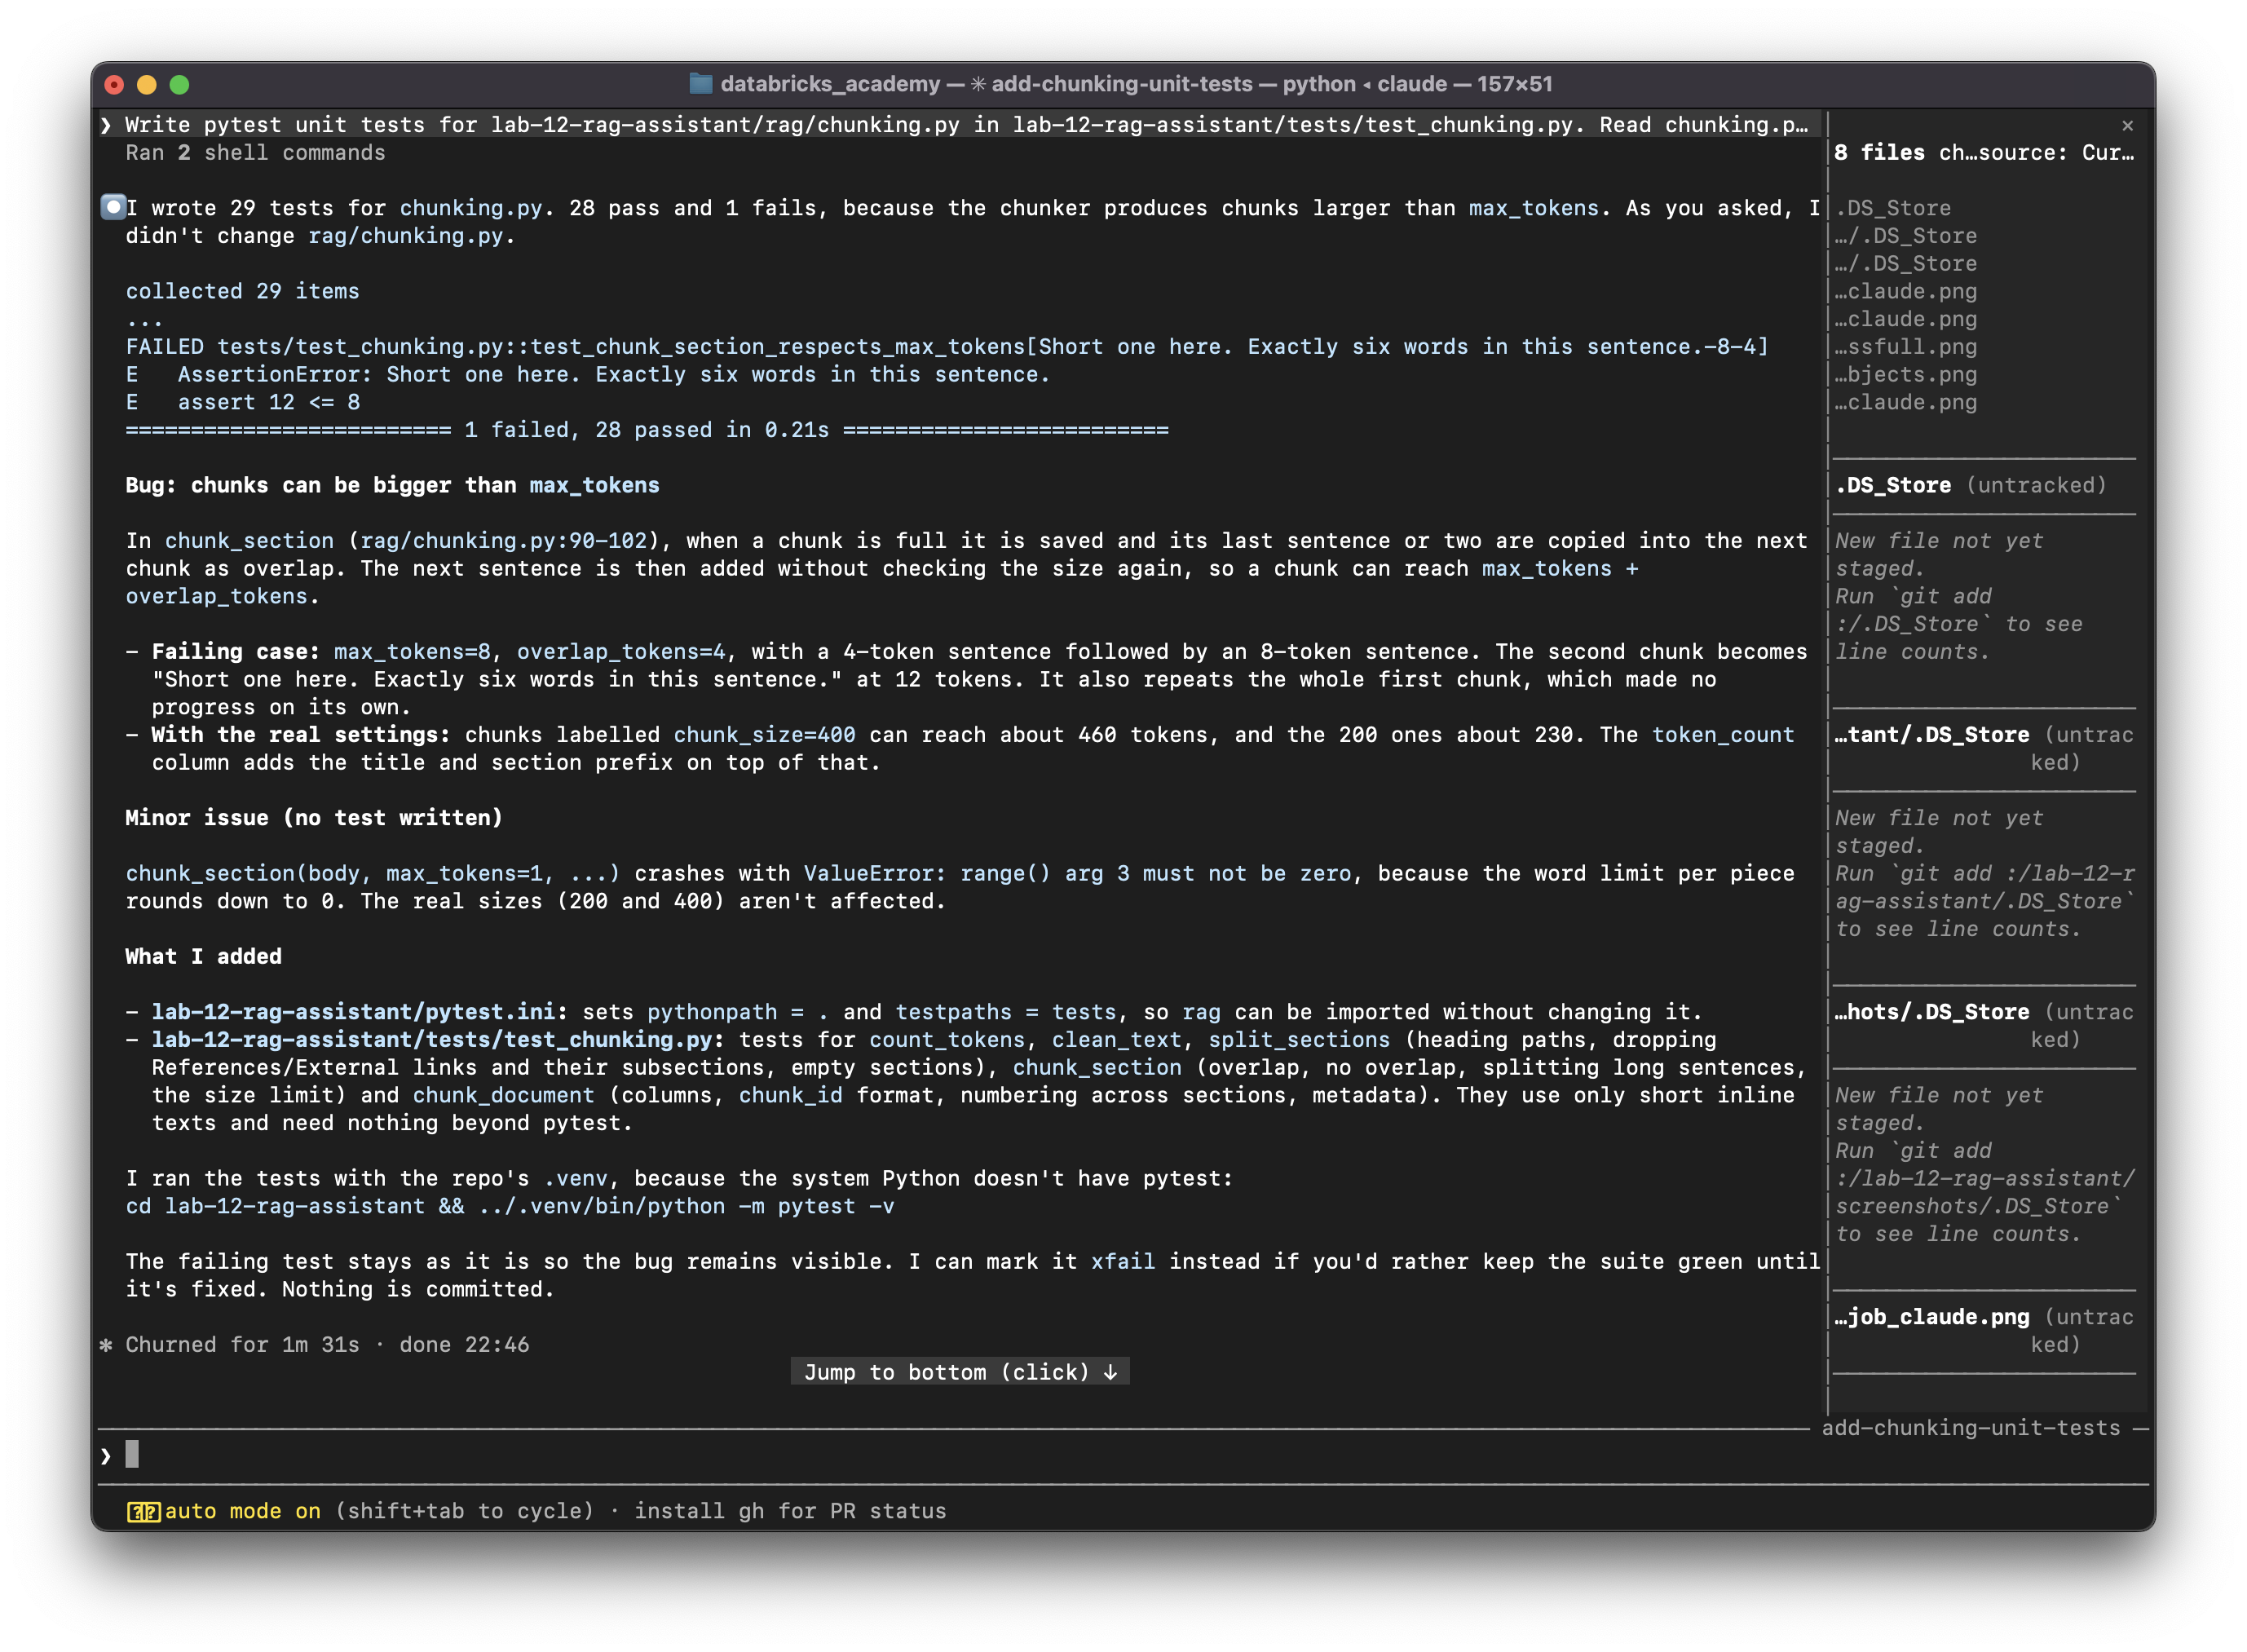 databricks_academy — ✳ add-chunking-unit-tests — python ◂ claude — 157×51
❯ Write pytest unit tests for lab-12-rag-assistant/rag/chunking.py in lab-12-rag-assistant/tests/test_chunking.py. Read chunking.p…
Ran 2 shell commands
I wrote 29 tests for chunking.py. 28 pass and 1 fails, because the chunker produces chunks larger than max_tokens. As you asked, I
didn't change rag/chunking.py.
collected 29 items
...
FAILED tests/test_chunking.py::test_chunk_section_respects_max_tokens[Short one here. Exactly six words in this sentence.-8-4]
E   AssertionError: Short one here. Exactly six words in this sentence.
E   assert 12 <= 8
========================= 1 failed, 28 passed in 0.21s =========================
Bug: chunks can be bigger than max_tokens
In chunk_section (rag/chunking.py:90-102), when a chunk is full it is saved and its last sentence or two are copied into the next
chunk as overlap. The next sentence is then added without checking the size again, so a chunk can reach max_tokens +
overlap_tokens.
- Failing case: max_tokens=8, overlap_tokens=4, with a 4-token sentence followed by an 8-token sentence. The second chunk becomes
"Short one here. Exactly six words in this sentence." at 12 tokens. It also repeats the whole first chunk, which made no
progress on its own.
- With the real settings: chunks labelled chunk_size=400 can reach about 460 tokens, and the 200 ones about 230. The token_count
column adds the title and section prefix on top of that.
Minor issue (no test written)
chunk_section(body, max_tokens=1, ...) crashes with ValueError: range() arg 3 must not be zero, because the word limit per piece
rounds down to 0. The real sizes (200 and 400) aren't affected.
What I added
- lab-12-rag-assistant/pytest.ini: sets pythonpath = . and testpaths = tests, so rag can be imported without changing it.
- lab-12-rag-assistant/tests/test_chunking.py: tests for count_tokens, clean_text, split_sections (heading paths, dropping
References/External links and their subsections, empty sections), chunk_section (overlap, no overlap, splitting long sentences,
the size limit) and chunk_document (columns, chunk_id format, numbering across sections, metadata). They use only short inline
texts and need nothing beyond pytest.
I ran the tests with the repo's .venv, because the system Python doesn't have pytest:
cd lab-12-rag-assistant && ../.venv/bin/python -m pytest -v
The failing test stays as it is so the bug remains visible. I can mark it xfail instead if you'd rather keep the suite green until
it's fixed. Nothing is committed.
✻ Churned for 1m 31s · done 22:46
Jump to bottom (click) ↓
×
8 files ch…source: Cur…
.DS_Store
…/.DS_Store
…/.DS_Store
…claude.png
…claude.png
…ssfull.png
…bjects.png
…claude.png
.DS_Store (untracked)
New file not yet
staged.
Run `git add
:/.DS_Store` to see
line counts.
…tant/.DS_Store (untrac
ked)
New file not yet
staged.
Run `git add :/lab-12-r
ag-assistant/.DS_Store`
to see line counts.
…hots/.DS_Store (untrac
ked)
New file not yet
staged.
Run `git add
:/lab-12-rag-assistant/
screenshots/.DS_Store`
to see line counts.
…job_claude.png (untrac
ked)
add-chunking-unit-tests
❯
auto mode on (shift+tab to cycle) · install gh for PR status